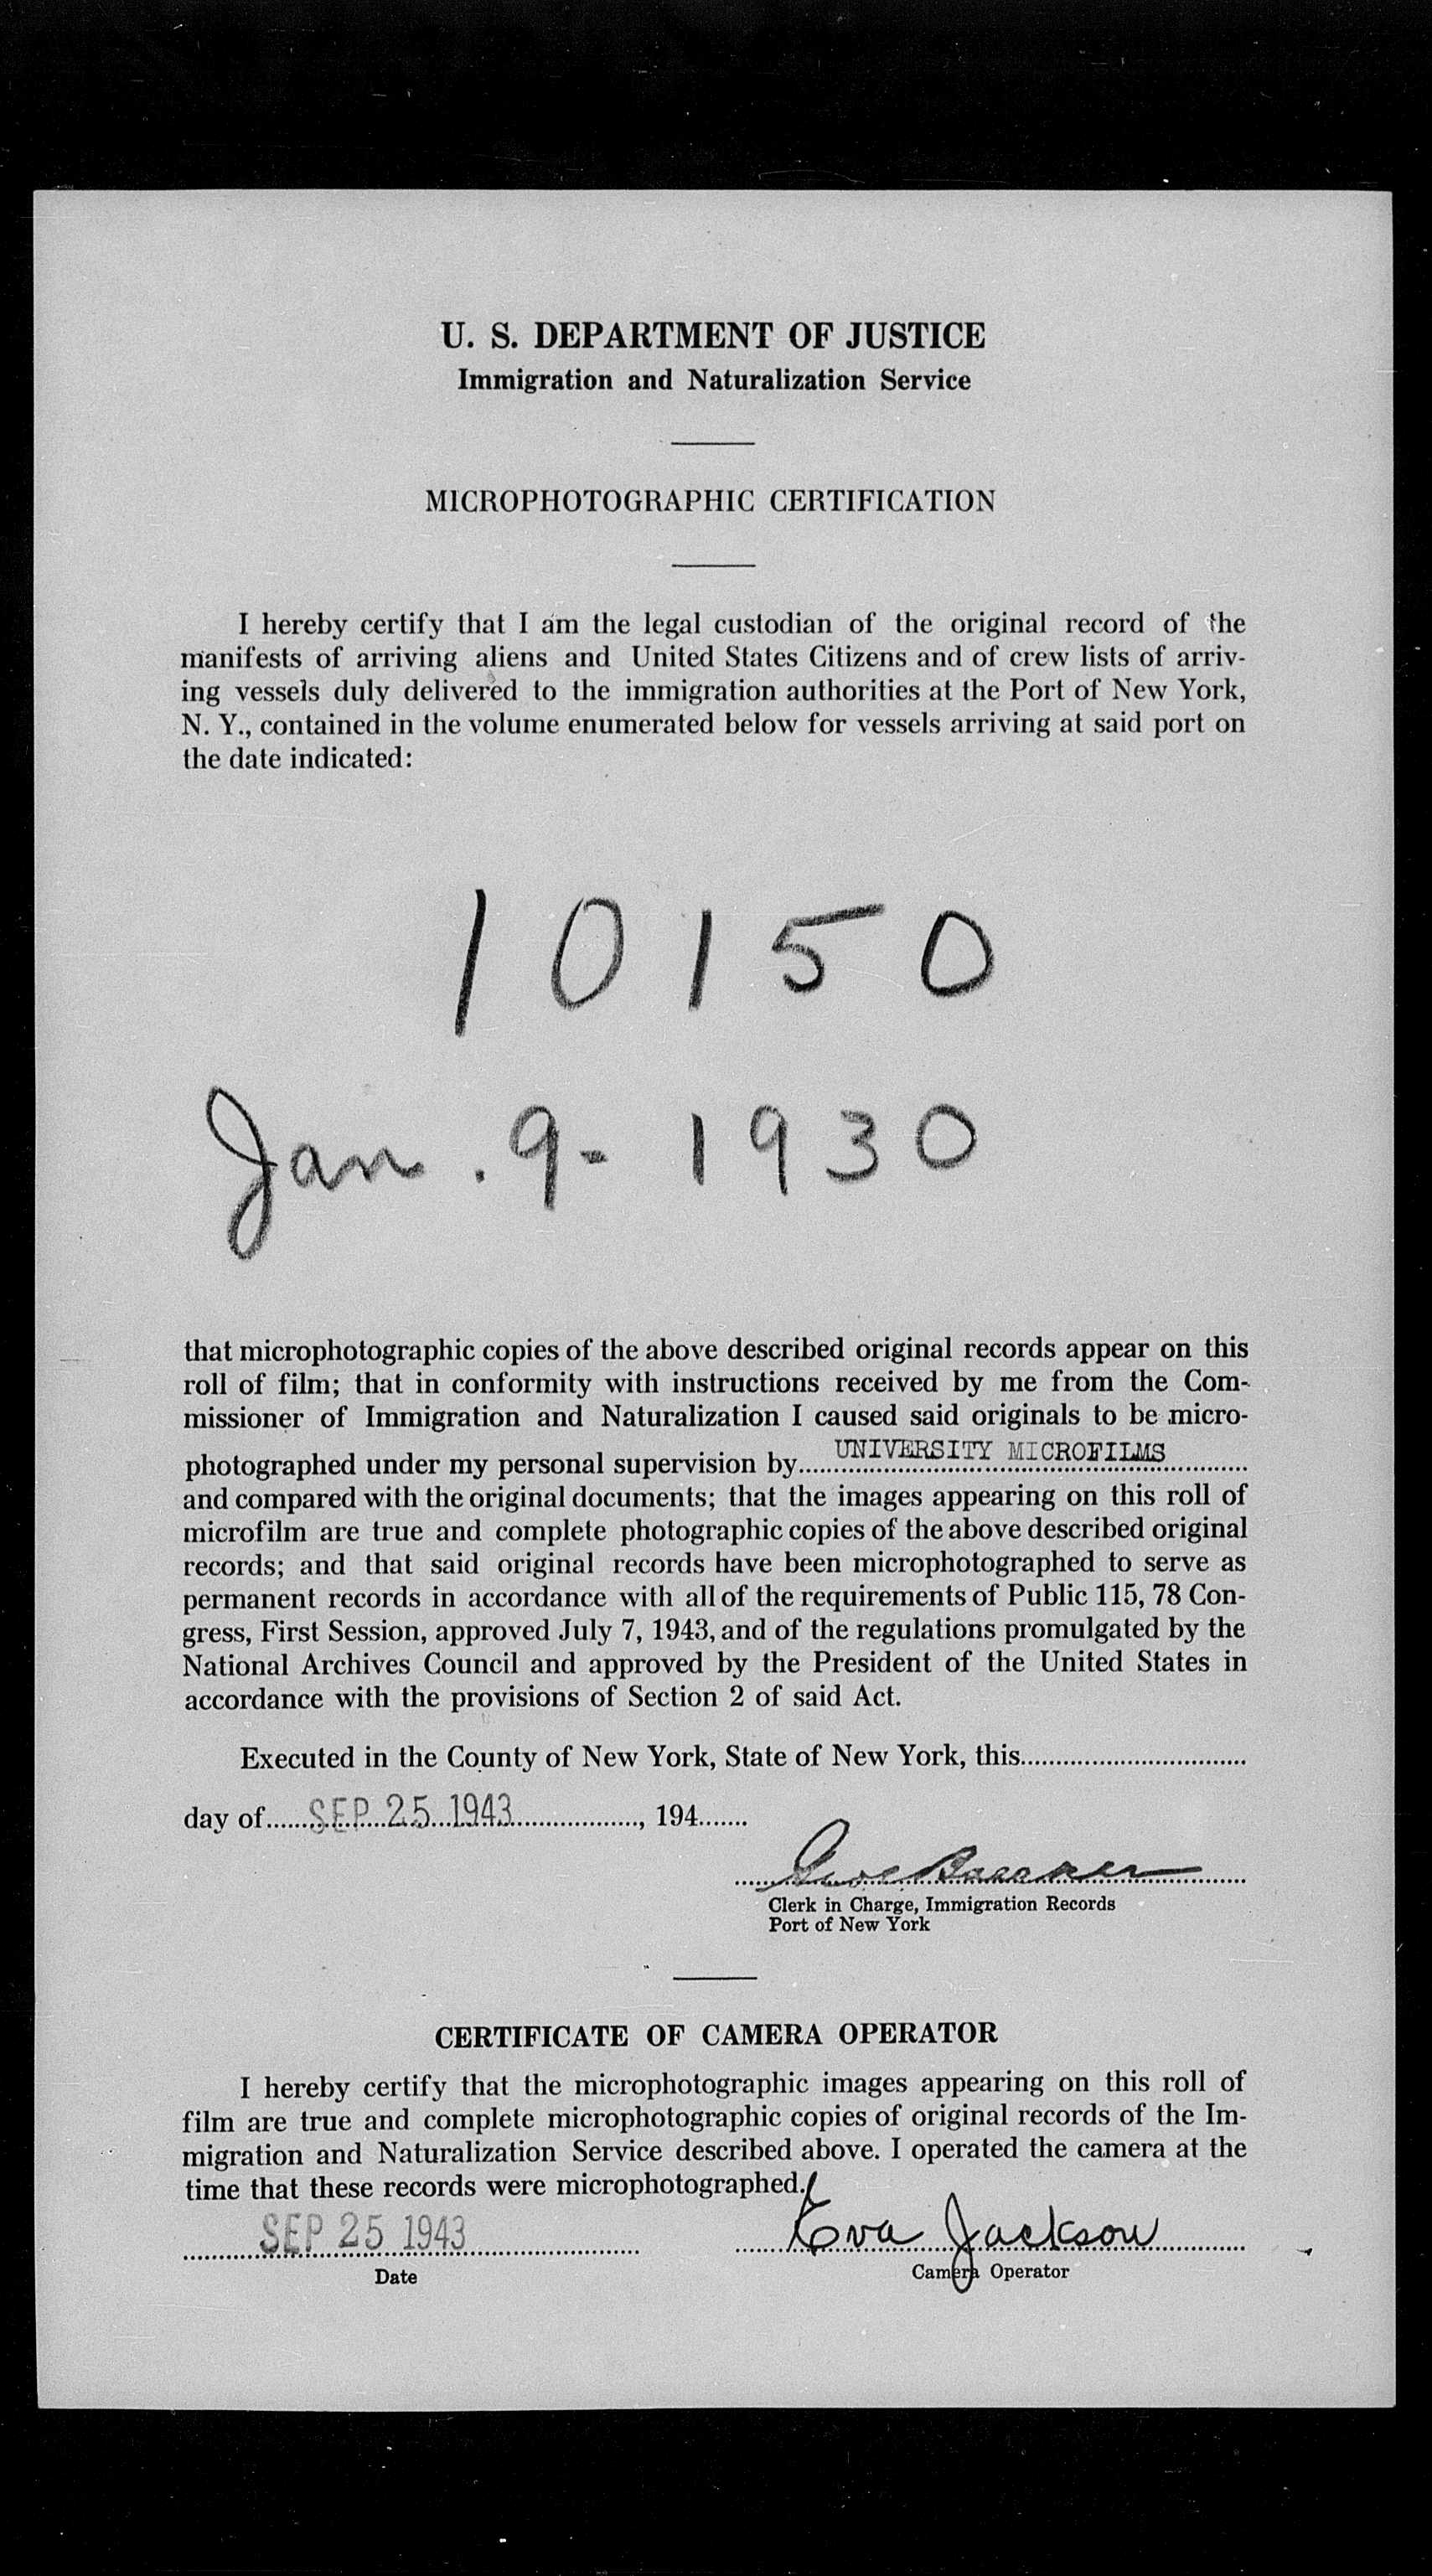 U. S. DEPARTMENT OF JUSTICE
Immigration and Naturalization Service
MICROPHOTOGRAPHIC CERTIFICATION
I hereby certify that I am the legal custodian of the original record of the
manifests of arriving aliens and United States Citizens and of crew lists of arriv-
ing vessels duly delivered to the immigration authorities at the Port of New York,
N. Y., contained in the volume enumerated below for vessels arriving at said port on
the date indicated:
10150
Jan. 9- 1930
that microphotographic copies of the above described original records appear on this
roll of film; that in conformity with instructions received by me from the Com-
missioner of Immigration and Naturalization I caused said originals to be micro-
photographed under my personal supervision by UNIVERSITY MICROFILMS
and compared with the original documents; that the images appearing on this roll of
microfilm are true and complete photographic copies of the above described original
records; and that said original records have been microphotographed to serve as
permanent records in accordance with all of the requirements of Public 115, 78 Con-
gress, First Session, approved July 7, 1943, and of the regulations promulgated by the
National Archives Council and approved by the President of the United States in
accordance with the provisions of Section 2 of said Act.
Executed in the County of New York, State of New York, this
day of SEP 25 1943, 194
Clerk in Charge, Immigration Records
Port of New York
CERTIFICATE OF CAMERA OPERATOR
I hereby certify that the microphotographic images appearing on this roll of
film are true and complete microphotographic copies of original records of the Im-
migration and Naturalization Service described above. I operated the camera at the
time that these records were microphotographed.
SEP 25 1943 Eva Jackson
Date Camera Operator